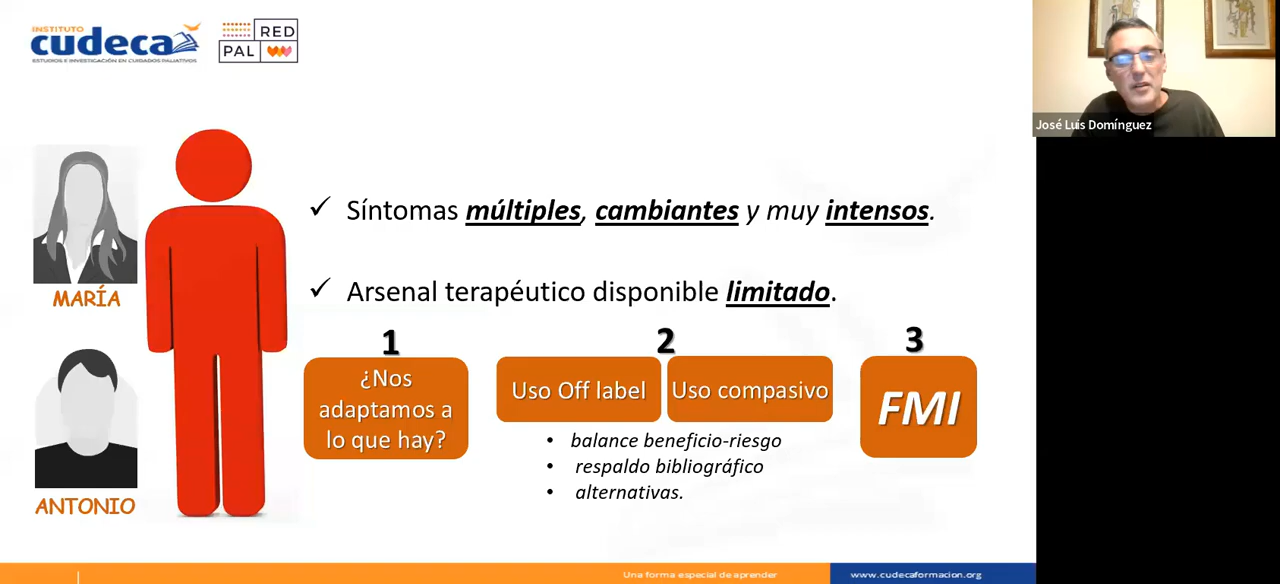 INSTITUTO
cudeca
ESTUDIOS E INVESTIGACIÓN EN CUIDADOS PALIATIVOS
RED
PAL
José Luis Domínguez
Síntomas múltiples, cambiantes y muy intensos.
Arsenal terapéutico disponible limitado.
MARÍA
ANTONIO
1
¿Nos
adaptamos a
lo que hay?
2
Uso Off label
Uso compasivo
• balance beneficio-riesgo
• respaldo bibliográfico
• alternativas.
3
FMI
Una forma especial de aprender
www.cudecaformacion.org